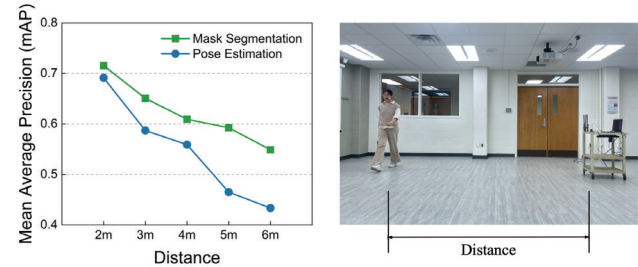 Mean Average Precision (mAP)
0.8
0.7
0.6
0.5
0.4
Mask Segmentation
Pose Estimation
2m
3m
4m
5m
6m
Distance
Distance